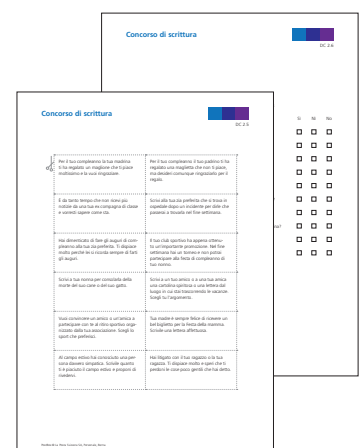 Concorso di scrittura
DC 2.6
Sì Ni No
Concorso di scrittura
DC 2.5
Per il tuo compleanno la tua madrina
ti ha regalato un maglione che ti piace
moltissimo e la vuoi ringraziare.
Per il tuo compleanno il tuo padrino ti ha
regalato una maglietta che non ti piace,
ma desideri comunque ringraziarlo per il
regalo.
È da tanto tempo che non ricevi più
notizie da una tua ex compagna di classe
e vorresti sapere come sta.
Scrivi alla tua zia preferita che si trova in
ospedale dopo un incidente per dirle che
passerai a trovarla nel fine settimana.
Hai dimenticato di fare gli auguri di com-
pleanno alla tua zia preferita. Ti dispiace
molto perché lei si ricorda sempre di farti
gli auguri.
Il tuo club sportivo ha appena ottenu-
to un'importante promozione. Nel fine
settimana hai un torneo e non potrai
partecipare alla festa di compleanno di
tuo nonno.
Scrivi a tua nonna per consolarla della
morte del suo cane o del suo gatto.
Scrivi a un tuo amico o a una tua amica
una cartolina spiritosa o una lettera dal
luogo in cui stai trascorrendo le vacanze.
Scegli tu l'argomento.
Vuoi convincere un amico o un'amica a
partecipare con te al ritiro sportivo orga-
nizzato dalla tua associazione. Scegli lo
sport che preferisci.
Tua madre è sempre felice di ricevere un
bel biglietto per la festa della mamma.
Scrivile una lettera affettuosa.
Al campo estivo hai conosciuto una per-
sona davvero simpatica. Scrivile quanto
ti è piaciuto il campo estivo e proponi di
rivedervi.
Hai litigato con il tuo ragazzo o la tua
ragazza. Ti dispiace molto e speri che ti
perdoni le cose poco gentili che hai detto.